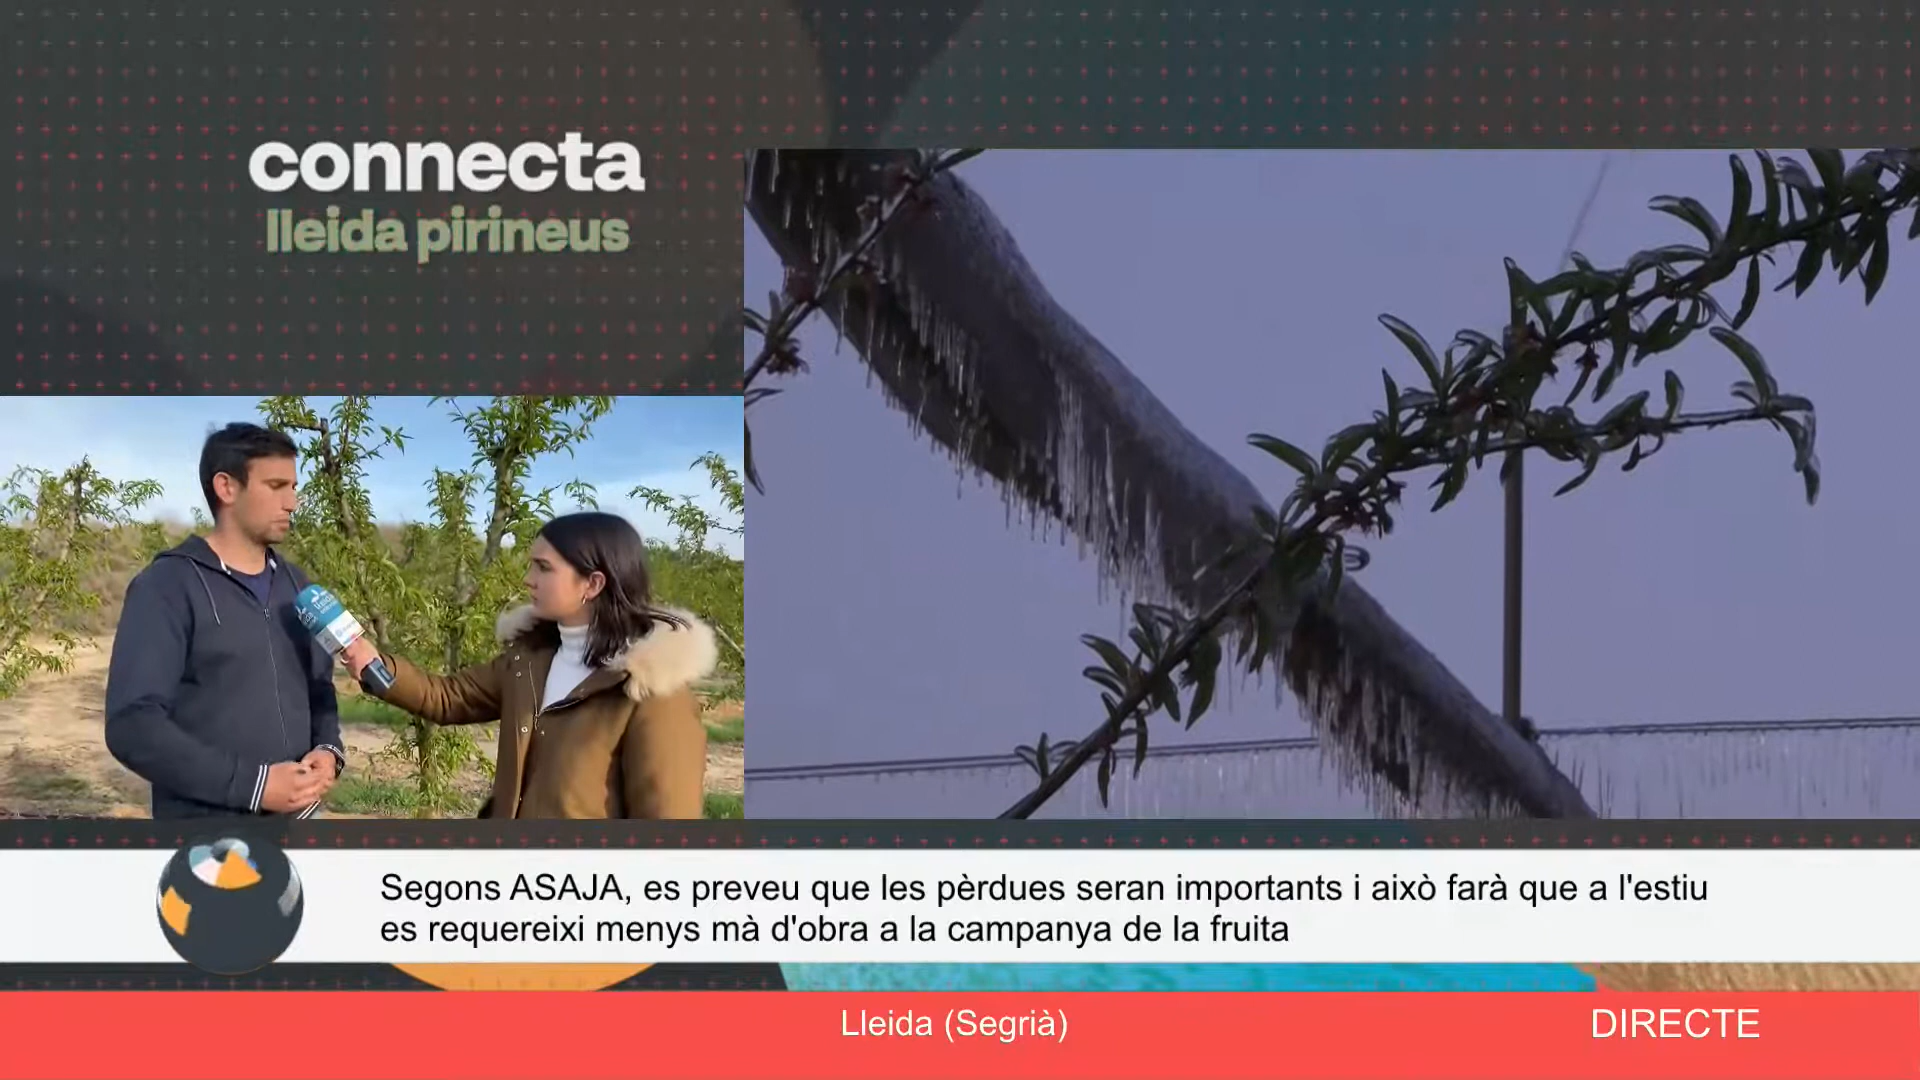 connecta
lleida pirineus
Segons ASAJA, es preveu que les pèrdues seran importants i això farà que a l'estiu
es requereixi menys mà d'obra a la campanya de la fruita
Lleida (Segrià)
DIRECTE